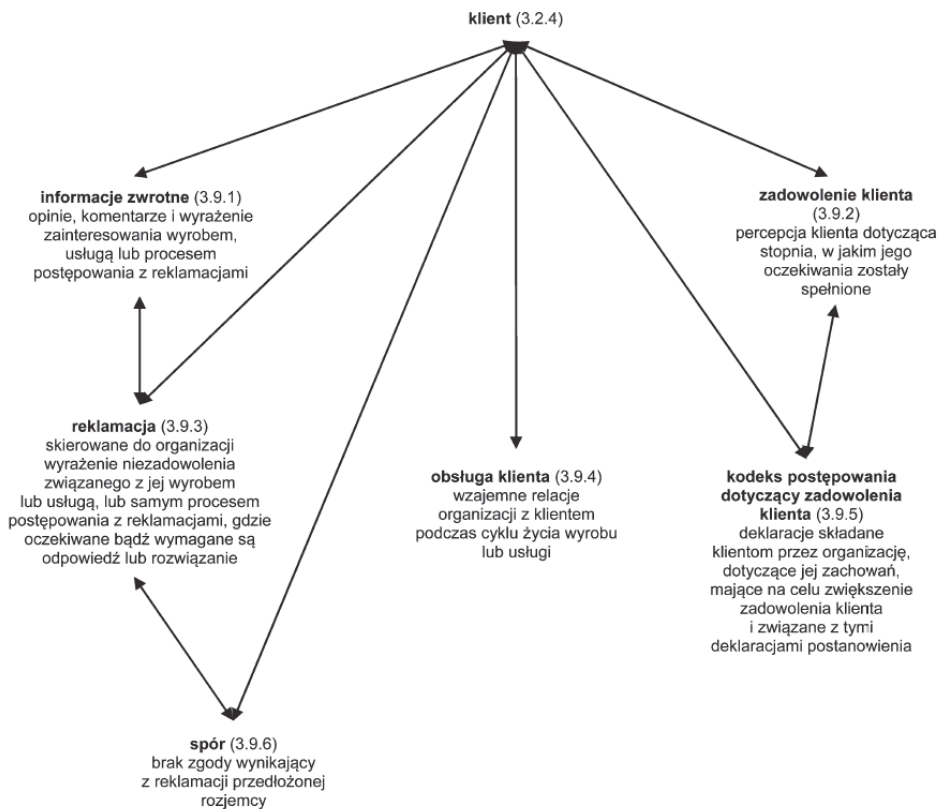 klient (3.2.4)
informacje zwrotne (3.9.1)
opinie, komentarze i wyrażenie
zainteresowania wyrobem,
usługą lub procesem
postępowania z reklamacjami
zadowolenie klienta
(3.9.2)
percepcja klienta dotycząca
stopnia, w jakim jego
oczekiwania zostały
spełnione
reklamacja (3.9.3)
skierowane do organizacji
wyrażenie niezadowolenia
związanego z jej wyrobem
lub usługą, lub samym procesem
postępowania z reklamacjami, gdzie
oczekiwane bądź wymagane są
odpowiedź lub rozwiązanie
obsługa klienta (3.9.4)
wzajemne relacje
organizacji z klientem
podczas cyklu życia wyrobu
lub usługi
kodeks postępowania
dotyczący zadowolenia
klienta (3.9.5)
deklaracje składane
klientom przez organizację,
dotyczące jej zachowań,
mające na celu zwiększenie
zadowolenia klienta
i związane z tymi
deklaracjami postanowienia
spór (3.9.6)
brak zgody wynikający
z reklamacji przedłożonej
rozjemcy